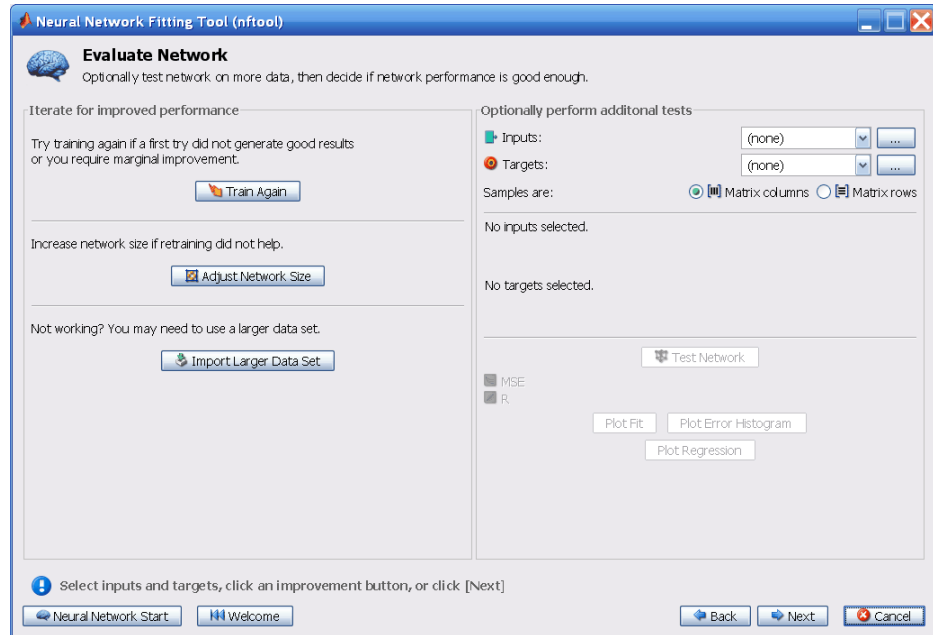 Neural Network Fitting Tool (nftool)
Evaluate Network
Optionally test network on more data, then decide if network performance is good enough.
Iterate for improved performance
Try training again if a first try did not generate good results
or you require marginal improvement.
Train Again
Increase network size if retraining did not help.
Adjust Network Size
Not working? You may need to use a larger data set.
Import Larger Data Set
Optionally perform additonal tests
Inputs: (none) ...
Targets: (none) ...
Samples are: Matrix columns Matrix rows
No inputs selected.
No targets selected.
Test Network
MSE
R
Plot Fit Plot Error Histogram
Plot Regression
Select inputs and targets, click an improvement button, or click [Next]
Neural Network Start Welcome Back Next Cancel